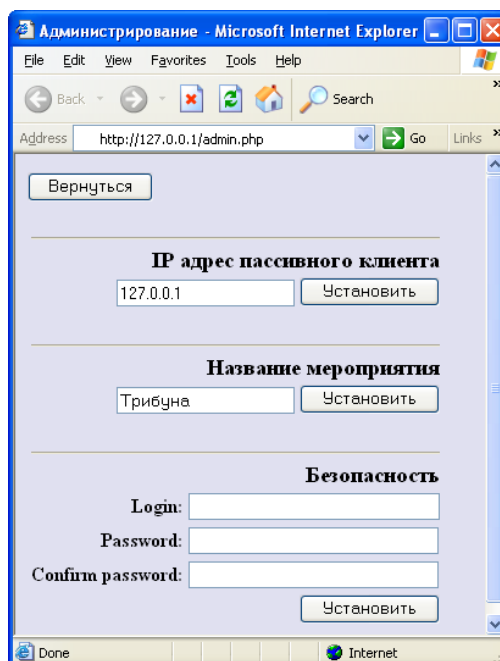 Администрирование - Microsoft Internet Explorer
File Edit View Favorites Tools Help
Back Search
Address http://127.0.0.1/admin.php Go Links »
Вернуться
IP адрес пассивного клиента
127.0.0.1 Установить
Название мероприятия
Трибуна Установить
Безопасность
Login:
Password:
Confirm password:
Установить
Done Internet